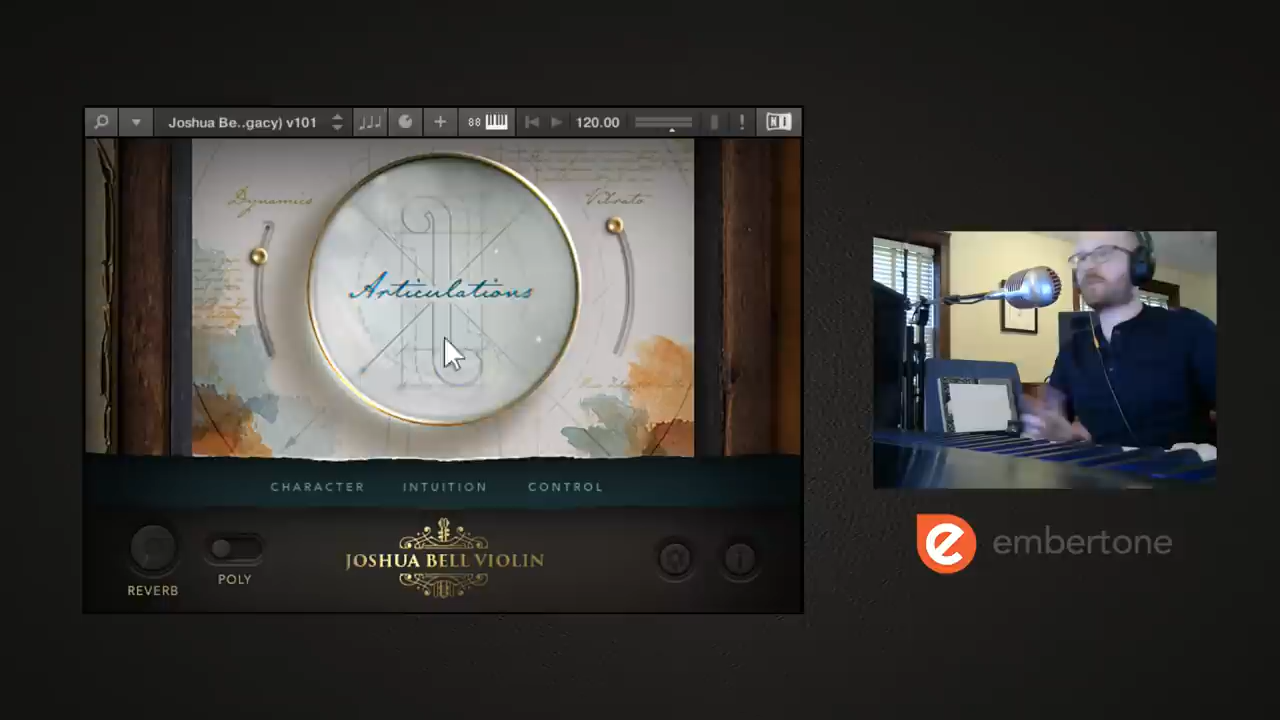 Joshua Be..gacy) v101
88
120.00
!
NI
Dynamics
Vibrato
Articulations
CHARACTER INTUITION CONTROL
REVERB
POLY
JOSHUA BELL VIOLIN
e embertone